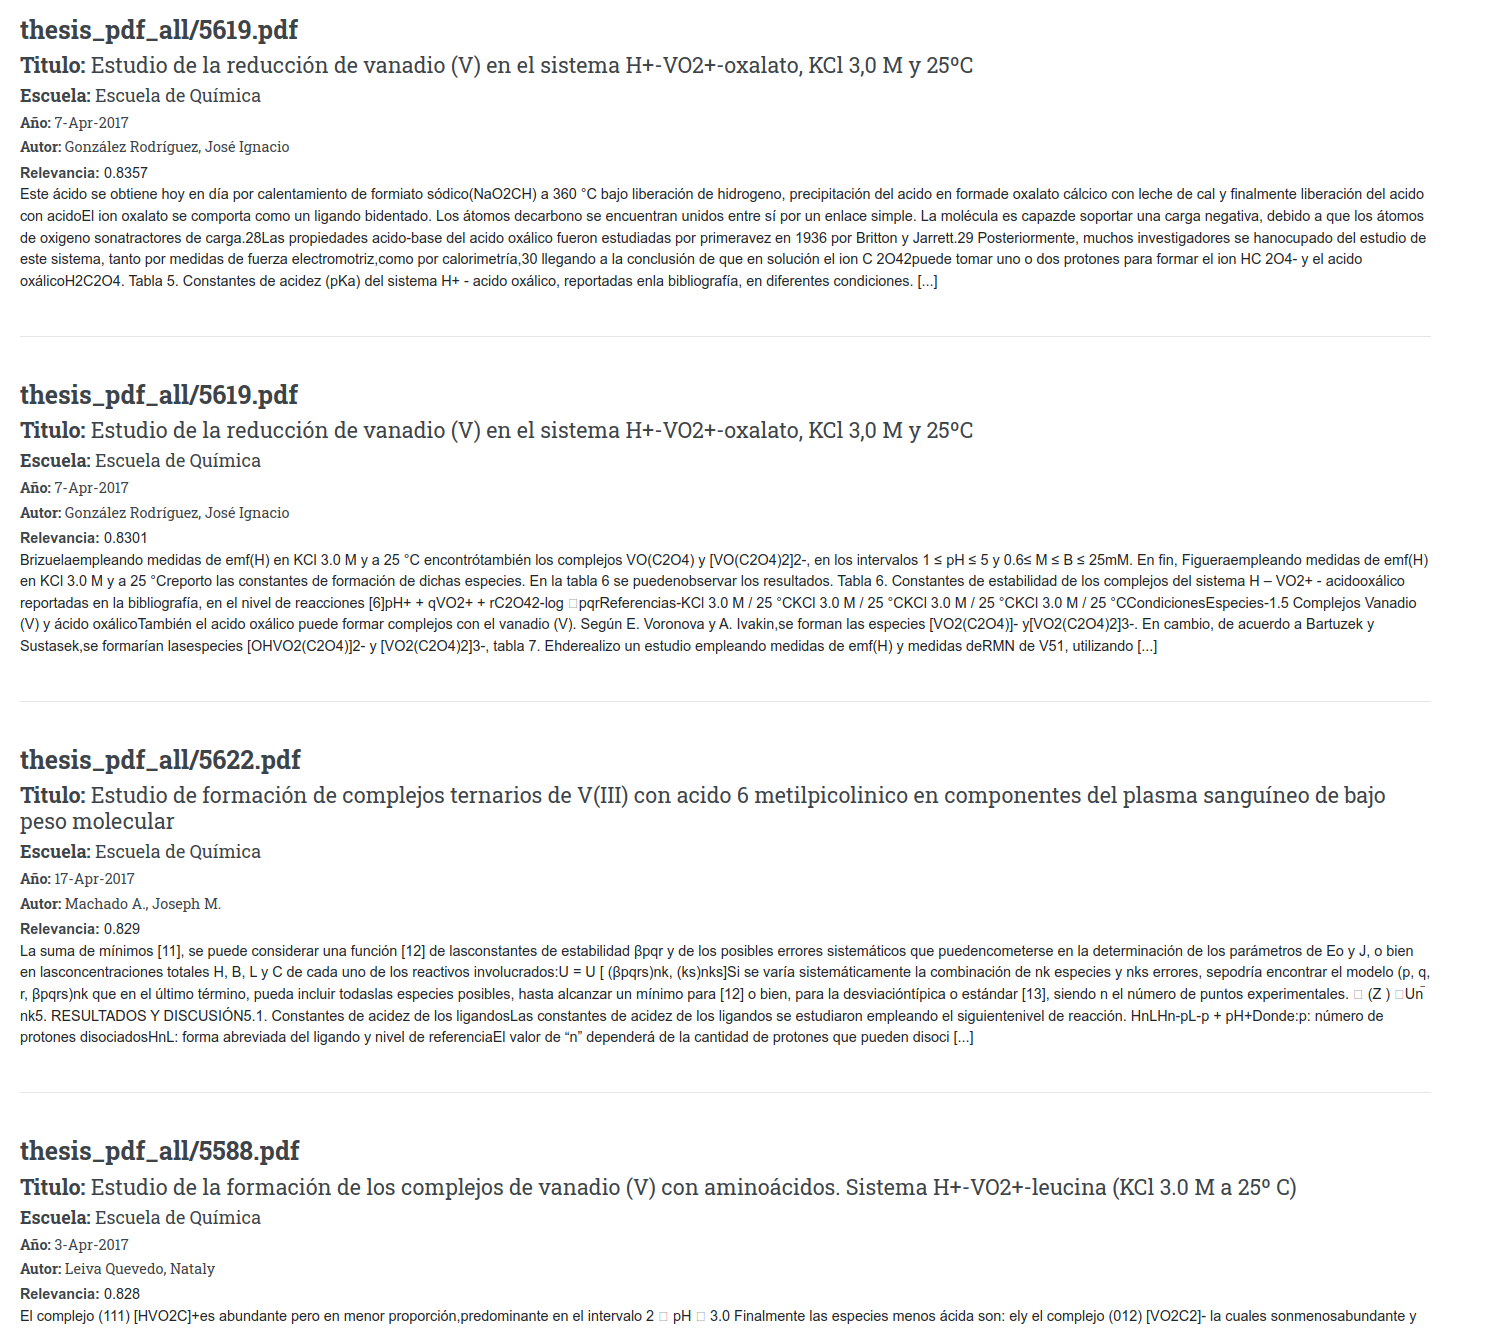 thesis_pdf_all/5619.pdf
Titulo: Estudio de la reducción de vanadio (V) en el sistema H+-VO2+-oxalato, KCl 3,0 M y 25ºC
Escuela: Escuela de Química
Año: 7-Apr-2017
Autor: González Rodríguez, José Ignacio
Relevancia: 0.8357
Este ácido se obtiene hoy en día por calentamiento de formiato sódico(NaO2CH) a 360 °C bajo liberación de hidrogeno, precipitación del acido en formade oxalato cálcico con leche de cal y finalmente liberación del acido
con acidoEl ion oxalato se comporta como un ligando bidentado. Los átomos decarbono se encuentran unidos entre sí por un enlace simple. La molécula es capazde soportar una carga negativa, debido a que los átomos
de oxigeno sonatractores de carga.28Las propiedades acido-base del acido oxálico fueron estudiadas por primeravez en 1936 por Britton y Jarrett.29 Posteriormente, muchos investigadores se hanocupado del estudio de
este sistema, tanto por medidas de fuerza electromotriz,como por calorimetría,30 llegando a la conclusión de que en solución el ion C 2O42puede tomar uno o dos protones para formar el ion HC 2O4- y el acido
oxálicoH2C2O4. Tabla 5. Constantes de acidez (pKa) del sistema H+ - acido oxálico, reportadas enla bibliografía, en diferentes condiciones. [...]
thesis_pdf_all/5619.pdf
Titulo: Estudio de la reducción de vanadio (V) en el sistema H+-VO2+-oxalato, KCl 3,0 M y 25ºC
Escuela: Escuela de Química
Año: 7-Apr-2017
Autor: González Rodríguez, José Ignacio
Relevancia: 0.8301
Brizuelaempleando medidas de emf(H) en KCl 3.0 M y a 25 °C encontrótambién los complejos VO(C2O4) y [VO(C2O4)2]2-, en los intervalos 1 ≤ pH ≤ 5 y 0.6≤ M ≤ B ≤ 25mM. En fin, Figueraempleando medidas de emf(H)
en KCl 3.0 M y a 25 °Creporto las constantes de formación de dichas especies. En la tabla 6 se puedenobservar los resultados. Tabla 6. Constantes de estabilidad de los complejos del sistema H – VO2+ - acidooxálico
reportadas en la bibliografía, en el nivel de reacciones [6]pH+ + qVO2+ + rC2O42-log □pqrReferencias-KCl 3.0 M / 25 °CKCl 3.0 M / 25 °CKCl 3.0 M / 25 °CKCl 3.0 M / 25 °CCondicionesEspecies-1.5 Complejos Vanadio
(V) y ácido oxálicoTambién el acido oxálico puede formar complejos con el vanadio (V). Según E. Voronova y A. Ivakin,se forman las especies [VO2(C2O4)]- y[VO2(C2O4)2]3-. En cambio, de acuerdo a Bartuzek y
Sustasek,se formarían lasespecies [OHVO2(C2O4)]2- y [VO2(C2O4)2]3-, tabla 7. Ehderealizo un estudio empleando medidas de emf(H) y medidas deRMN de V51, utilizando [...]
thesis_pdf_all/5622.pdf
Titulo: Estudio de formación de complejos ternarios de V(III) con acido 6 metilpicolinico en componentes del plasma sanguíneo de bajo
peso molecular
Escuela: Escuela de Química
Año: 17-Apr-2017
Autor: Machado A., Joseph M.
Relevancia: 0.829
La suma de mínimos [11], se puede considerar una función [12] de lasconstantes de estabilidad βpqr y de los posibles errores sistemáticos que puedencometerse en la determinación de los parámetros de Eo y J, o bien
en lasconcentraciones totales H, B, L y C de cada uno de los reactivos involucrados:U = U [ (βpqrs)nk, (ks)nks]Si se varía sistemáticamente la combinación de nk especies y nks errores, sepodría encontrar el modelo (p, q,
r, βpqrs)nk que en el último término, pueda incluir todaslas especies posibles, hasta alcanzar un mínimo para [12] o bien, para la desviacióntípica o estándar [13], siendo n el número de puntos experimentales. □ (Z ) □Un ̄
nk5. RESULTADOS Y DISCUSIÓN5.1. Constantes de acidez de los ligandosLas constantes de acidez de los ligandos se estudiaron empleando el siguientenivel de reacción. HnLHn-pL-p + pH+Donde:p: número de
protones disociadosHnL: forma abreviada del ligando y nivel de referenciaEl valor de “n” dependerá de la cantidad de protones que pueden disoci [...]
thesis_pdf_all/5588.pdf
Titulo: Estudio de la formación de los complejos de vanadio (V) con aminoácidos. Sistema H+-VO2+-leucina (KCl 3.0 M a 25º C)
Escuela: Escuela de Química
Año: 3-Apr-2017
Autor: Leiva Quevedo, Nataly
Relevancia: 0.828
El complejo (111) [HVO2C]+es abundante pero en menor proporción,predominante en el intervalo 2 □ pH □ 3.0 Finalmente las especies menos ácida son: ely el complejo (012) [VO2C2]- la cuales sonmenosabundante y